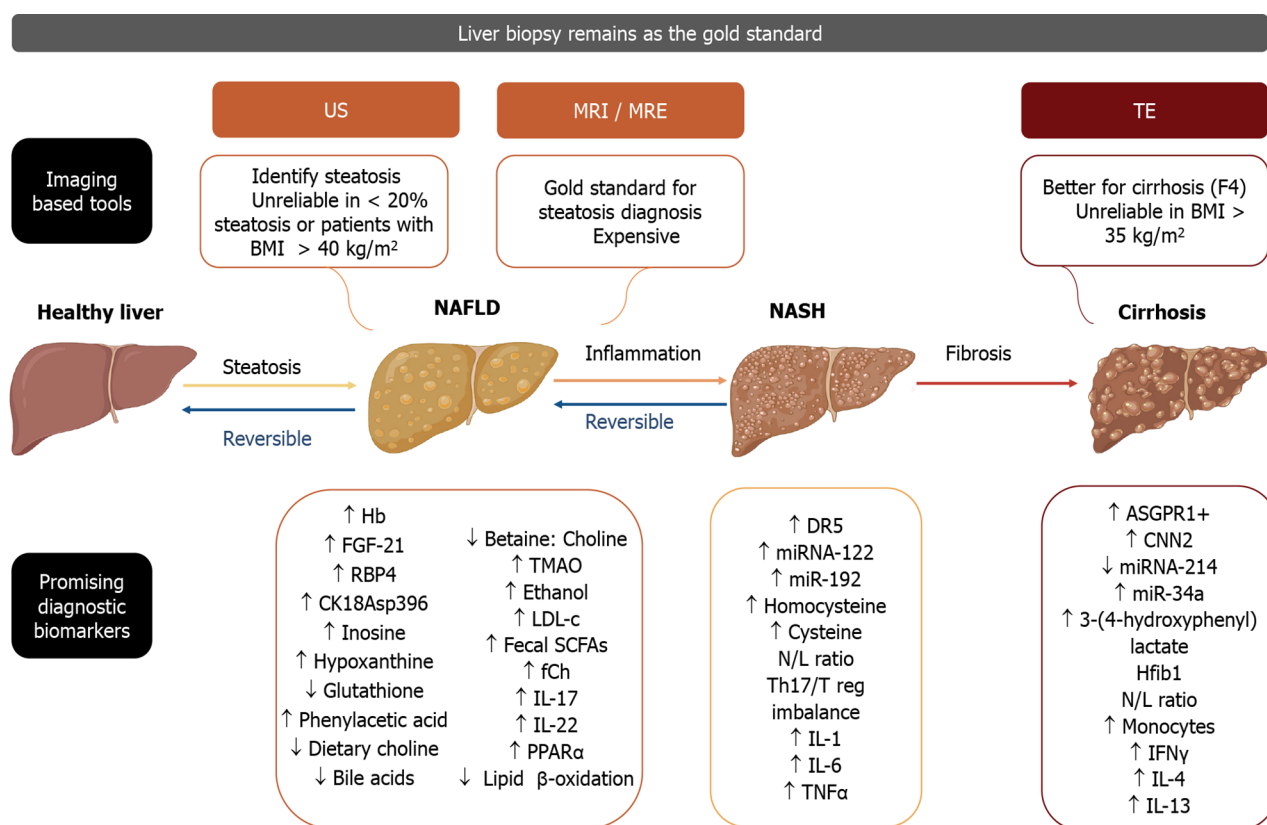 Liver biopsy remains as the gold standard
US
MRI / MRE
TE
Imaging
based tools
Identify steatosis
Unreliable in < 20%
steatosis or patients with
BMI > 40 kg/m²
Gold standard for
steatosis diagnosis
Expensive
Better for cirrhosis (F4)
Unreliable in BMI >
35 kg/m²
Healthy liver
NAFLD
NASH
Cirrhosis
Steatosis
Reversible
Inflammation
Reversible
Fibrosis
Promising
diagnostic
biomarkers
↑ Hb
↑ FGF-21
↑ RBP4
↑ CK18Asp396
↑ Inosine
↑ Hypoxanthine
↓ Glutathione
↑ Phenylacetic acid
↓ Dietary choline
↓ Bile acids
↓ Betaine: Choline
↑ TMAO
↑ Ethanol
↑ LDL-c
↑ Fecal SCFAs
↑ fCh
↑ IL-17
↑ IL-22
↑ PPARα
↓ Lipid β-oxidation
↑ DR5
↑ miRNA-122
↑ miR-192
↑ Homocysteine
↑ Cysteine
N/L ratio
Th17/T reg
imbalance
↑ IL-1
↑ IL-6
↑ TNFα
↑ ASGPR1+
↑ CNN2
↓ miRNA-214
↑ miR-34a
↑ 3-(4-hydroxyphenyl)
lactate
Hfib1
N/L ratio
↑ Monocytes
↑ IFNγ
↑ IL-4
↑ IL-13